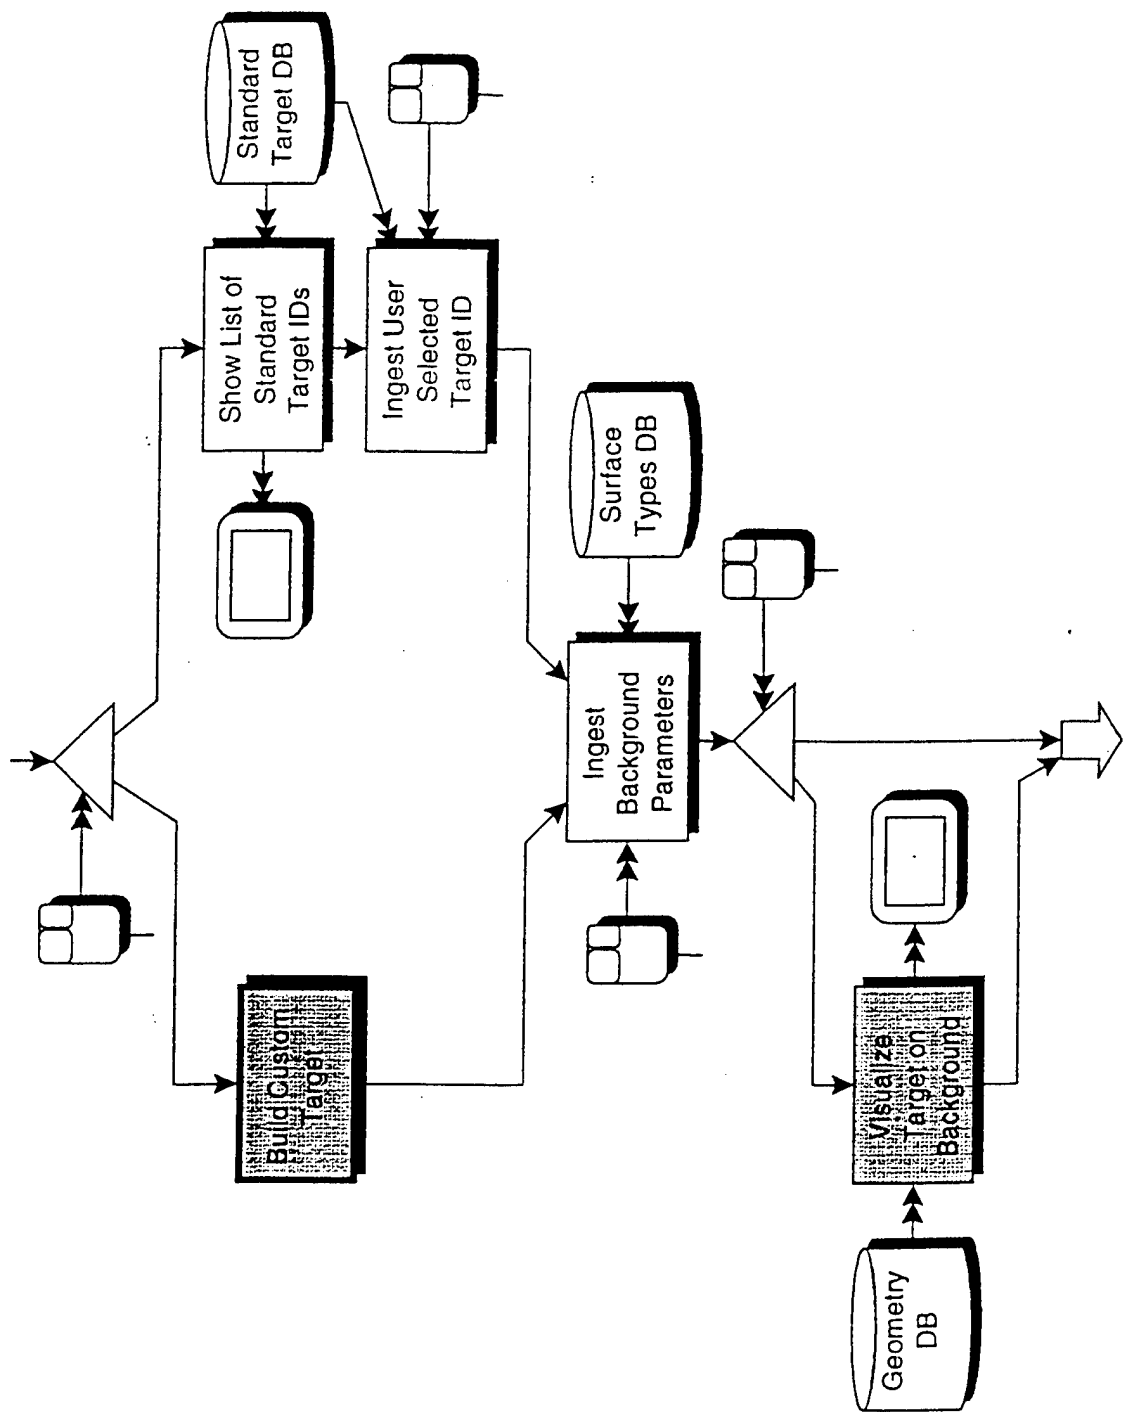 Standard
Target DB
Show List of
Standard
Target IDs
Ingest User
Selected
Target ID
Build Custom
Target
Surface
Types DB
Ingest
Background
Parameters
Visualize
Target on
Background
Geometry
DB